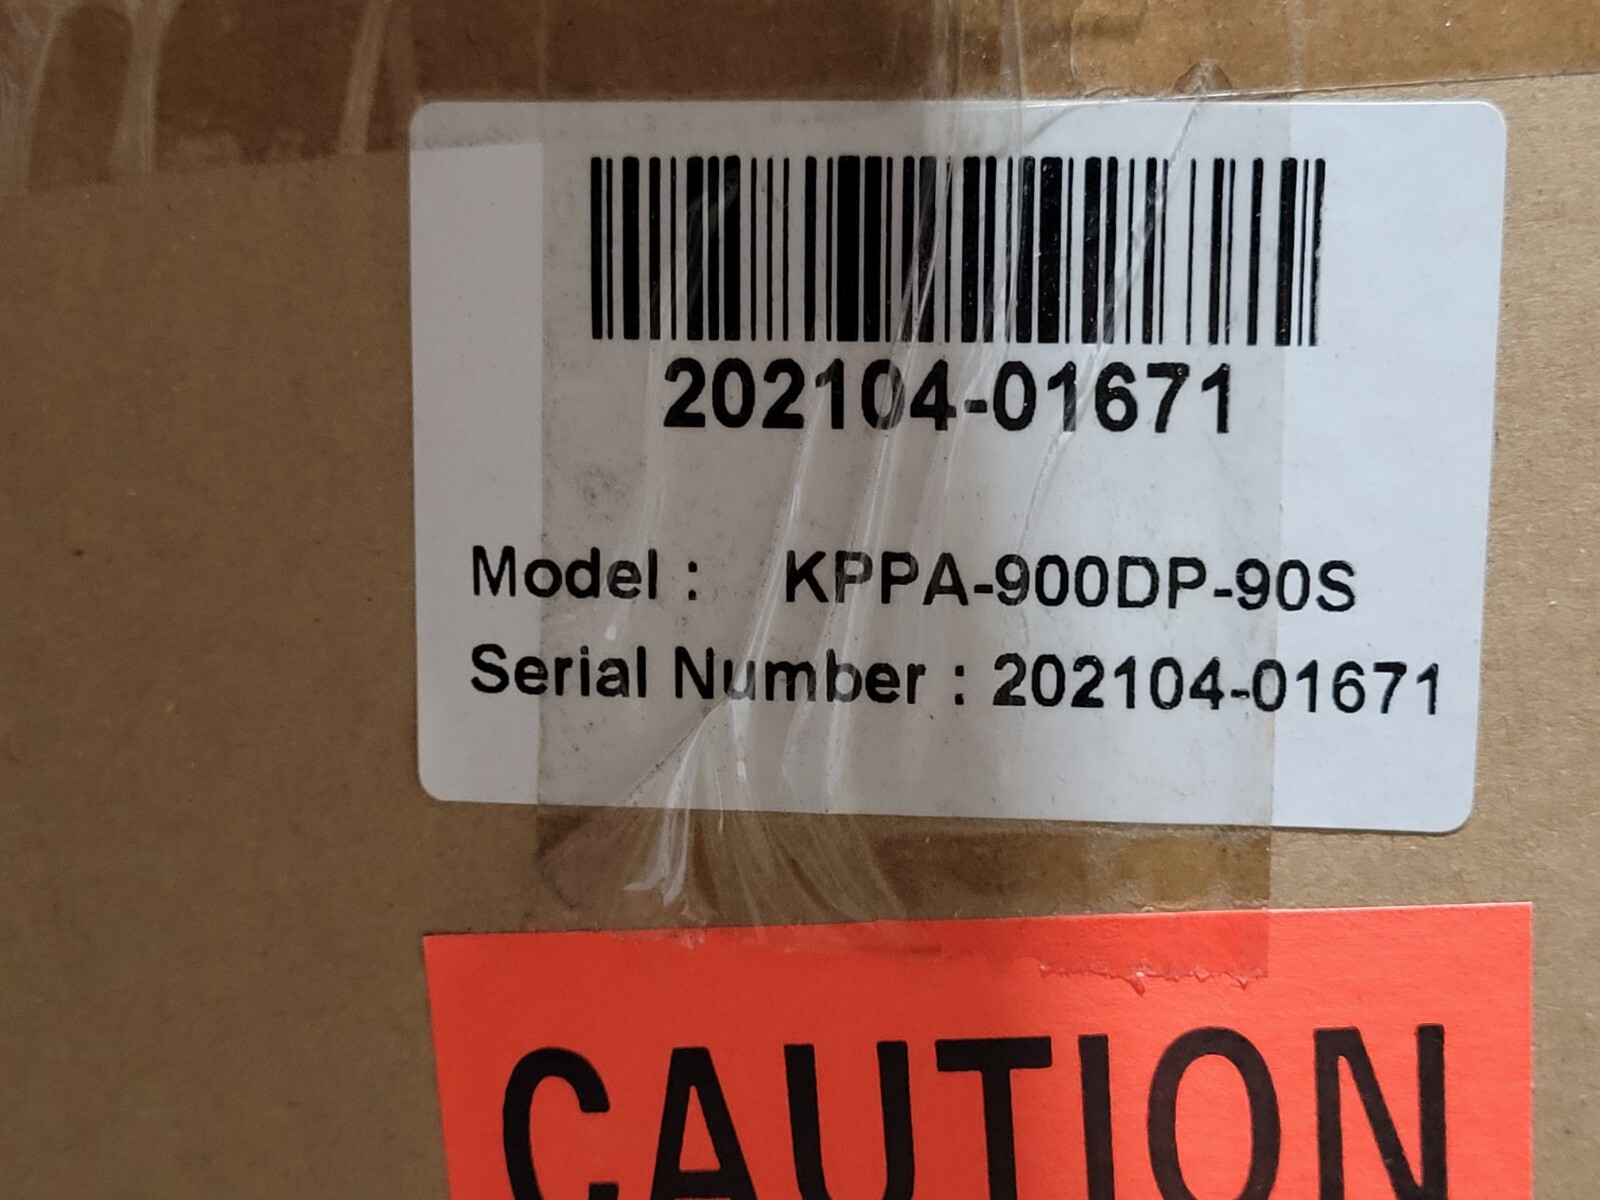 202104-01671
Model : KPPA-900DP-90S
Serial Number : 202104-01671
CAUTION